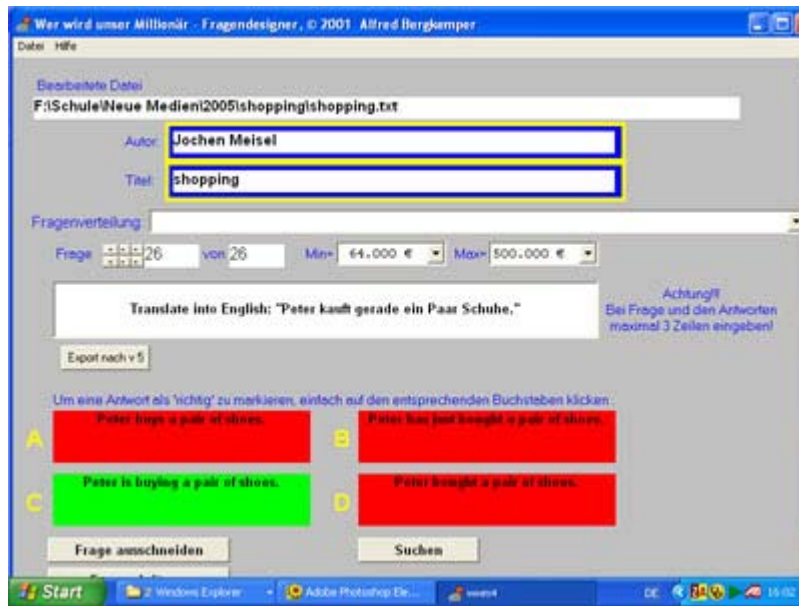 Wer wird unser Millionär - Fragendesigner, © 2001 Alfred Bergkemper
Datei Hilfe
Bearbeitete Datei
F:\Schule\Neue Medien\2005\shopping\shopping.txt
Autor: Jochen Meisel
Titel: shopping
Fragenverteilung:
Frage 26 von 26 Min= 64.000 € Max= 500.000 €
Translate into English: "Peter kauft gerade ein Paar Schuhe."
Achtung!!!
Bei Frage und den Antworten
maximal 3 Zeilen eingeben!
Export nach v 5
Um eine Antwort als 'richtig' zu markieren, einfach auf den entsprechenden Buchstaben klicken.
A Peter buys a pair of shoes.
B Peter has just bought a pair of shoes.
C Peter is buying a pair of shoes.
D Peter bought a pair of shoes.
Frage ausschneiden Suchen
Start 2 Windows Explorer Adobe Photoshop Ele... DE 16:02